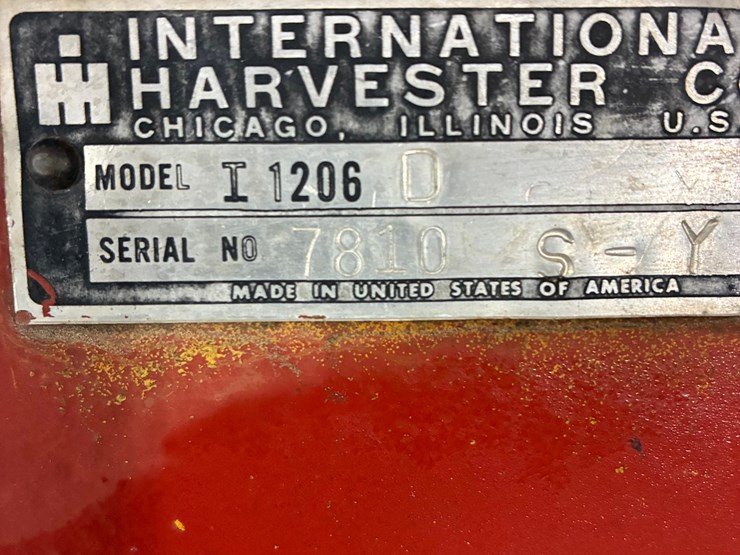 INTERNATIONA
HARVESTER C
CHICAGO, ILLINOIS U.S
MODEL I 1206 D
SERIAL NO 7810 S-Y
MADE IN UNITED STATES OF AMERICA